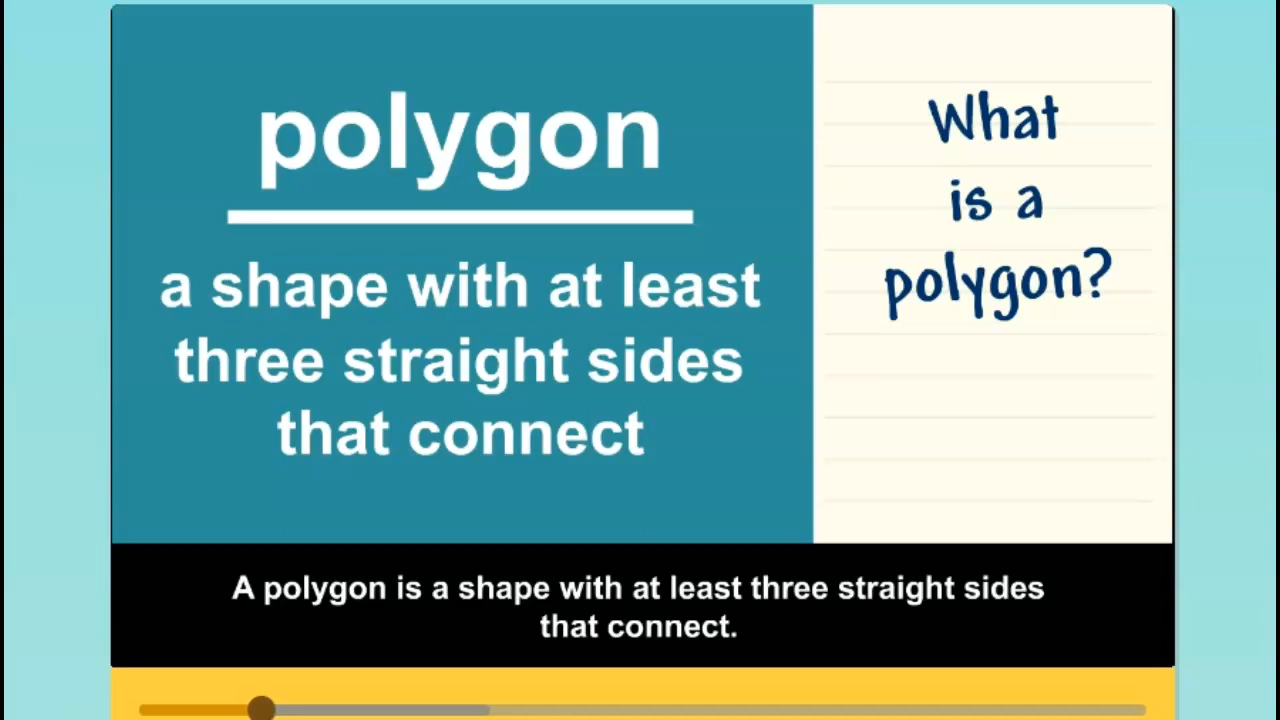 polygon
a shape with at least
three straight sides
that connect
What
is a
polygon?
A polygon is a shape with at least three straight sides
that connect.